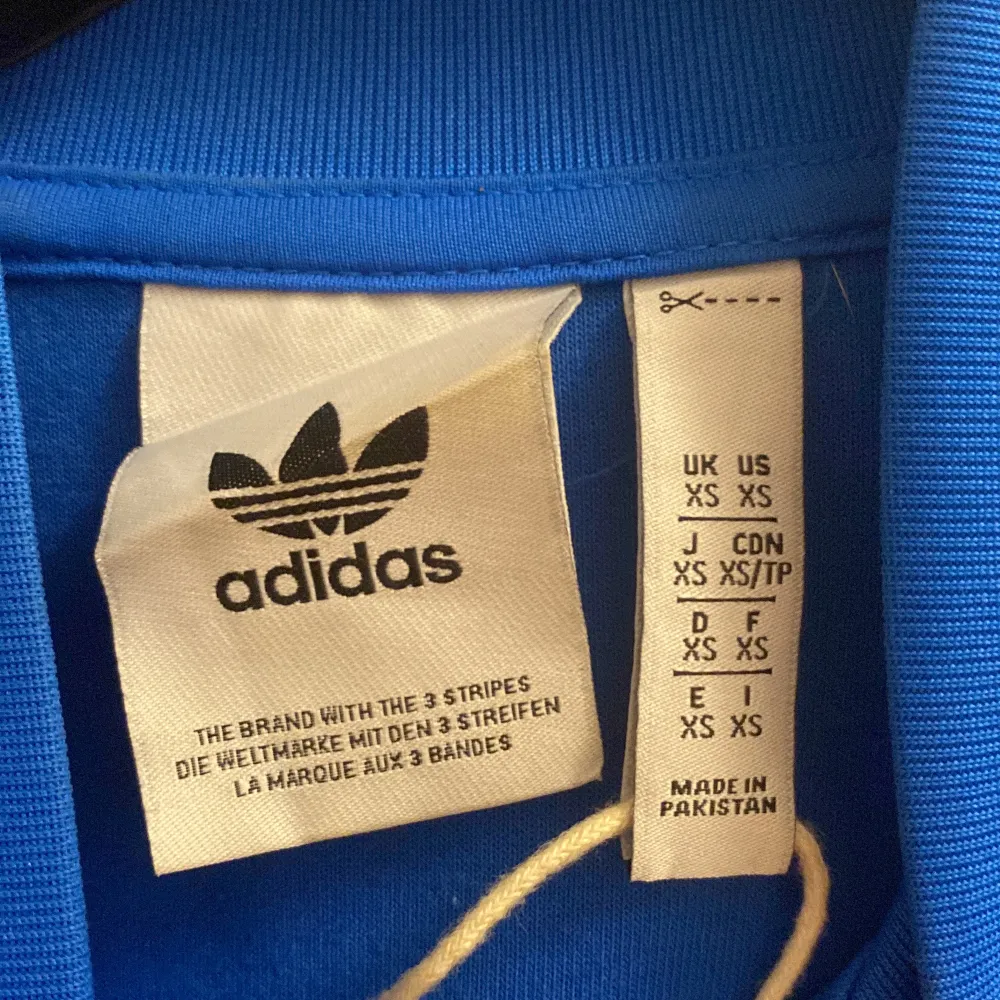 adidas
THE BRAND WITH THE 3 STRIPES
DIE WELTMARKE MIT DEN 3 STREIFEN
LA MARQUE AUX 3 BANDES
UK US
XS XS
J CDN
XS XS/TP
D F
XS XS
E I
XS XS
MADE IN
PAKISTAN